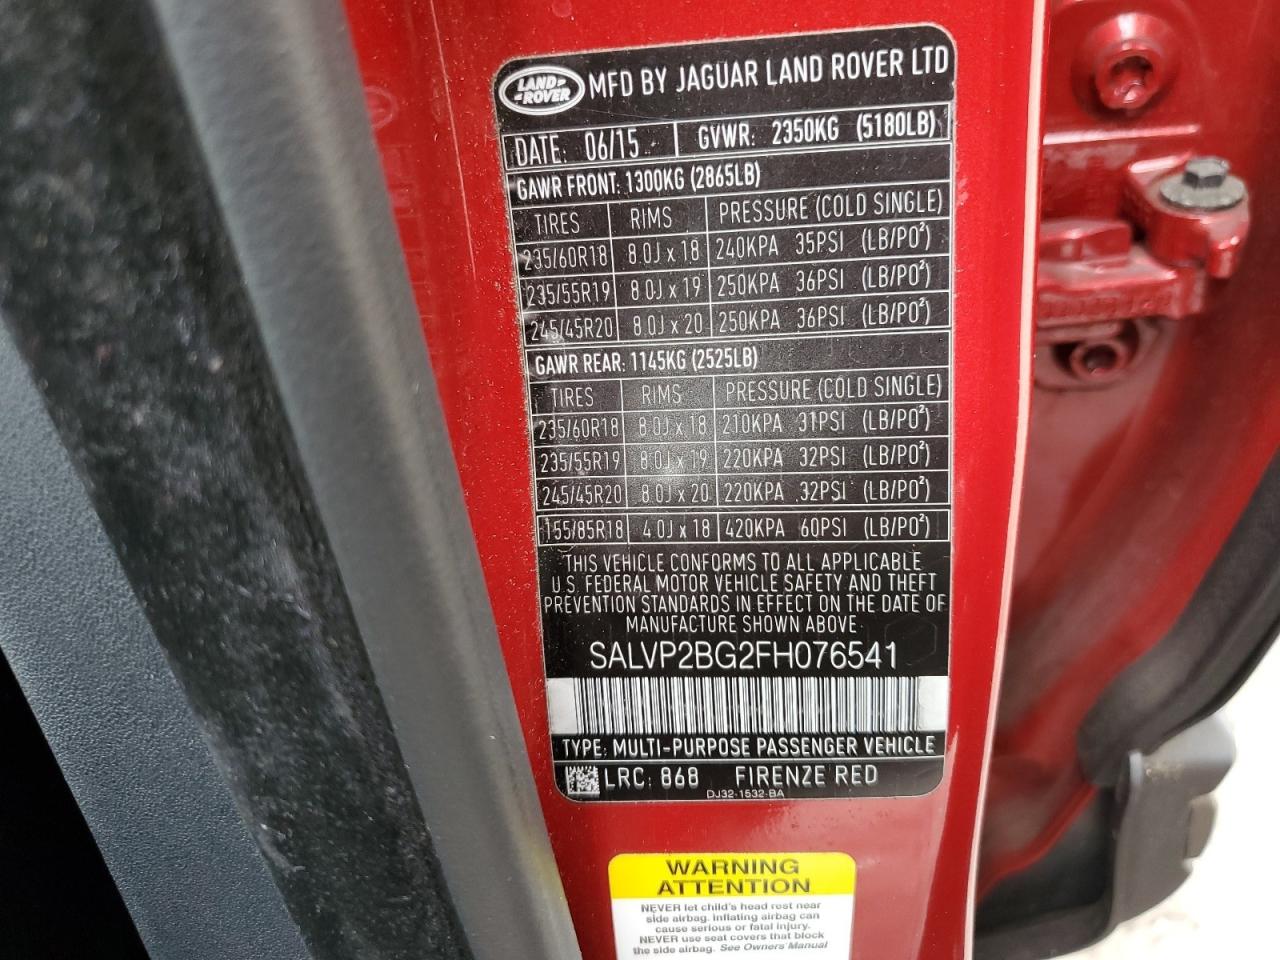 LAND ROVER
MFD BY JAGUAR LAND ROVER LTD
DATE: 06/15 GVWR: 2350KG (5180LB)
GAWR FRONT: 1300KG (2865LB)
TIRES RIMS PRESSURE (COLD SINGLE)
235/60R18 8.0J x 18 240KPA 35PSI (LB/PO²)
235/55R19 8.0J x 19 250KPA 36PSI (LB/PO²)
245/45R20 8.0J x 20 250KPA 36PSI (LB/PO²)
GAWR REAR: 1145KG (2525LB)
TIRES RIMS PRESSURE (COLD SINGLE)
235/60R18 8.0J x 18 210KPA 31PSI (LB/PO²)
235/55R19 8.0J x 19 220KPA 32PSI (LB/PO²)
245/45R20 8.0J x 20 220KPA 32PSI (LB/PO²)
155/85R18 4.0J x 18 420KPA 60PSI (LB/PO²)
THIS VEHICLE CONFORMS TO ALL APPLICABLE
U.S. FEDERAL MOTOR VEHICLE SAFETY AND THEFT
PREVENTION STANDARDS IN EFFECT ON THE DATE OF
MANUFACTURE SHOWN ABOVE
SALVP2BG2FH076541
TYPE: MULTI-PURPOSE PASSENGER VEHICLE
LRC: 868 FIRENZE RED
DJ32-1532-BA
WARNING
ATTENTION
NEVER let child's head rest near
side airbag. Inflating airbag can
cause serious or fatal injury.
NEVER use seat covers that block
the side airbag. See Owners Manual